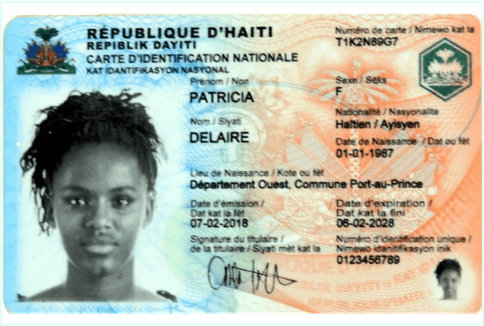 RÉPUBLIQUE D'HAITI
REPIBLIK DAYITI
CARTE D'IDENTIFICATION NATIONALE
KAT IDANTIFIKASYON NASYONAL
Numéro de carte / Nimewo kat la
T1K2N89G7
Prénom / Non
PATRICIA
Sexe / Sèks
F
Nom / Siyati
DELAIRE
Nationalité / Nasyonalite
Haïtien / Ayisyen
Date de Naissance / Dat ou fèt
01-01-1987
Lieu de Naissance / Kote ou fèt
Département Ouest, Commune Port-au-Prince
Date d'émission /
Dat kat la fèt
07-02-2018
Date d'expiration /
Dat kat la fini
06-02-2028
Signature du titulaire /
de la titulaire / Siyati mèt kat la
Numéro d'identification unique /
Nimewo idantifikasyon inik
0123456789